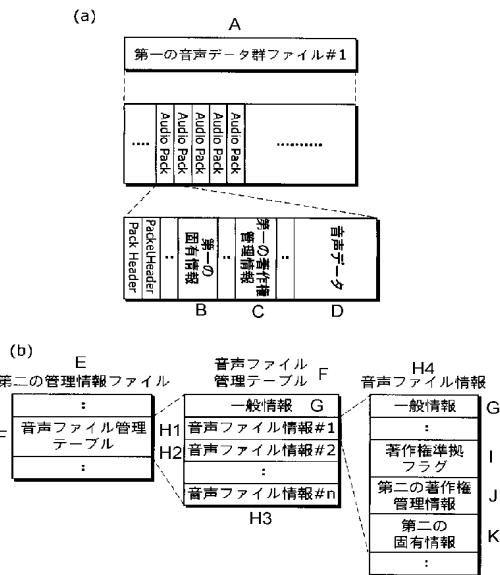 (a)
A
第一の音声データ群ファイル#1
.... Audio Pack Audio Pack Audio Pack Audio Pack Audio Pack ..........
Pack Header
PacketHeader
:
第一の
固有情報
:
第一の著作権
管理情報
:
音声データ
B C D
(b)
E
第二の管理情報ファイル
:
F
音声ファイル管理
テーブル
:
音声ファイル
管理テーブル F
一般情報 G
H1 音声ファイル情報#1
H2 音声ファイル情報#2
:
音声ファイル情報#n
H3
H4
音声ファイル情報
一般情報 G
:
著作権準拠
フラグ I
第二の著作権
管理情報 J
第二の
固有情報 K
: